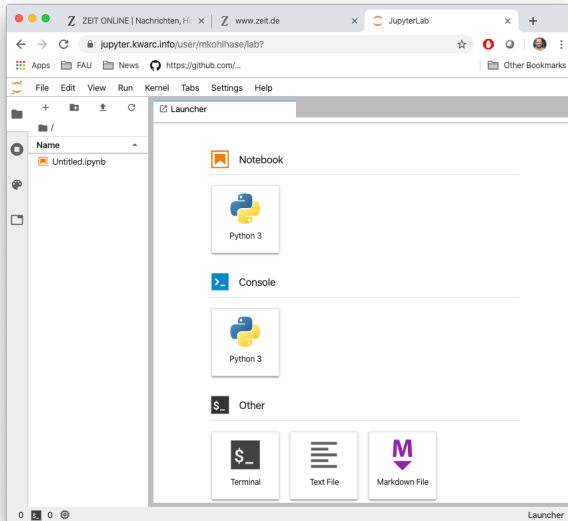 ZEIT ONLINE | Nachrichten, Hi
www.zeit.de
JupyterLab
jupyter.kwarc.info/user/mkohlhase/lab?
Apps FAU News https://github.com/... Other Bookmarks
File Edit View Run Kernel Tabs Settings Help
Launcher
/
Name
Untitled.ipynb
Notebook
Python 3
Console
Python 3
$_ Other
$_
M
Terminal Text File Markdown File
0 $_ 0 Launcher